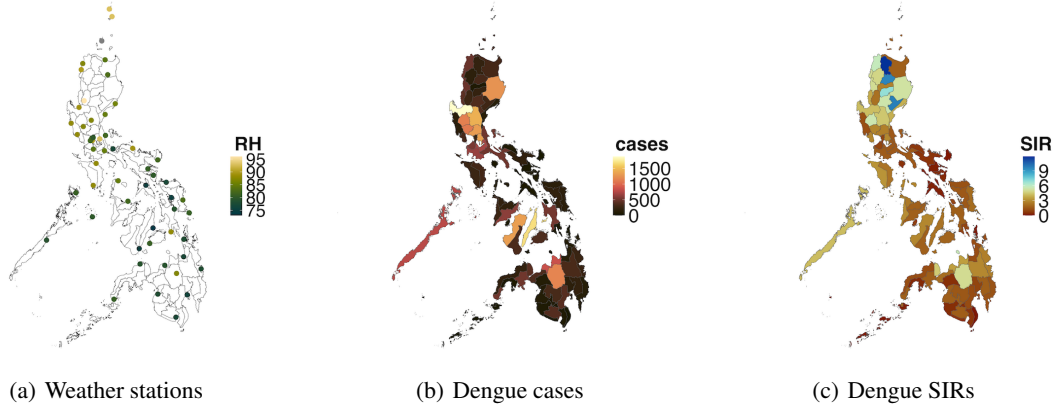 RH
95
90
85
80
75
cases
1500
1000
500
0
SIR
9
6
3
0
(a) Weather stations
(b) Dengue cases
(c) Dengue SIRs